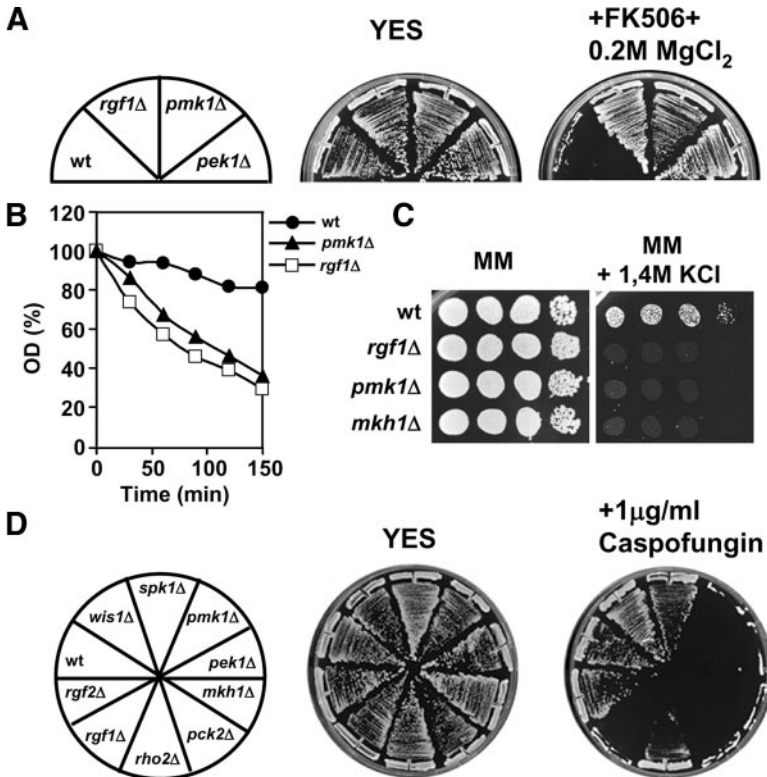 A
YES
+FK506+
0.2M MgCl₂
rgf1Δ
pmk1Δ
wt
pek1Δ
B
120
100
80
60
40
20
0
OD (%)
0
50
100
150
Time (min)
wt
pmk1Δ
rgf1Δ
C
MM
MM
+ 1,4M KCl
wt
rgf1Δ
pmk1Δ
mkh1Δ
D
YES
+1μg/ml
Caspofungin
spk1Δ
wis1Δ
pmk1Δ
wt
pek1Δ
rgf2Δ
mkh1Δ
rgf1Δ
pck2Δ
rho2Δ